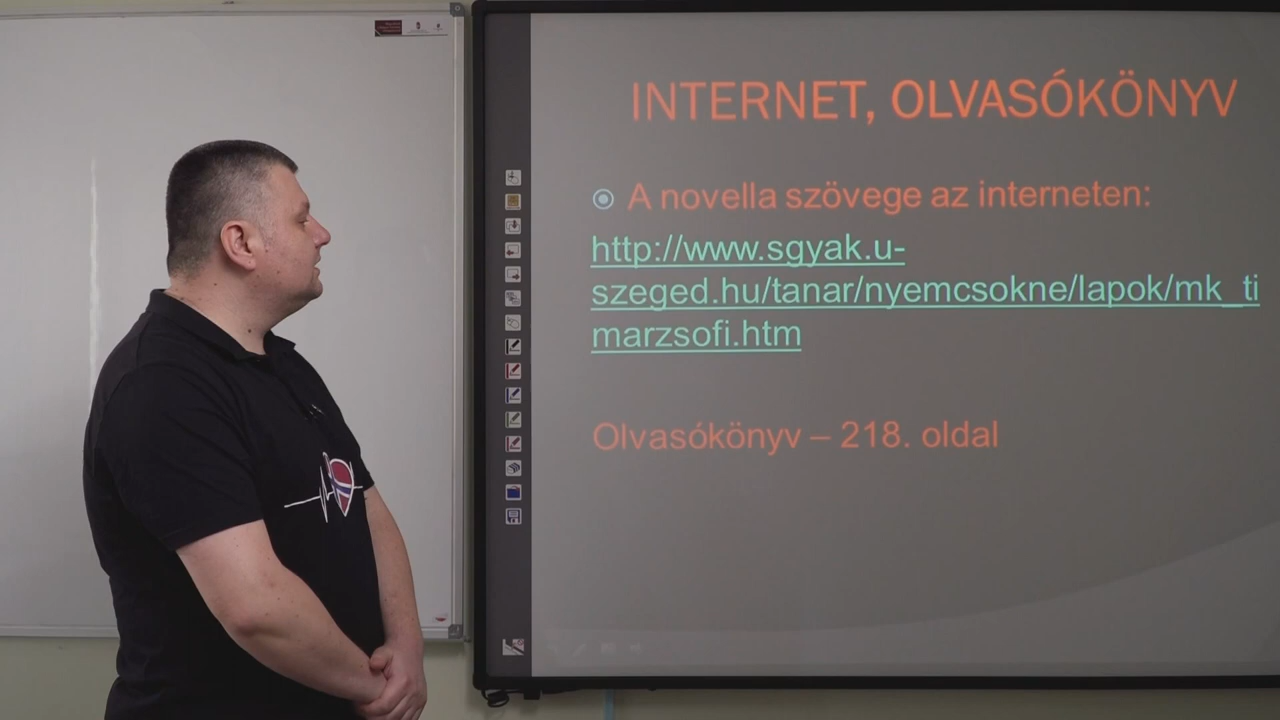 INTERNET, OLVASÓKÖNYV
A novella szövege az interneten:
http://www.sgyak.u-
szeged.hu/tanar/nyemcsokne/lapok/mk_ti
marzsofi.htm
Olvasókönyv – 218. oldal